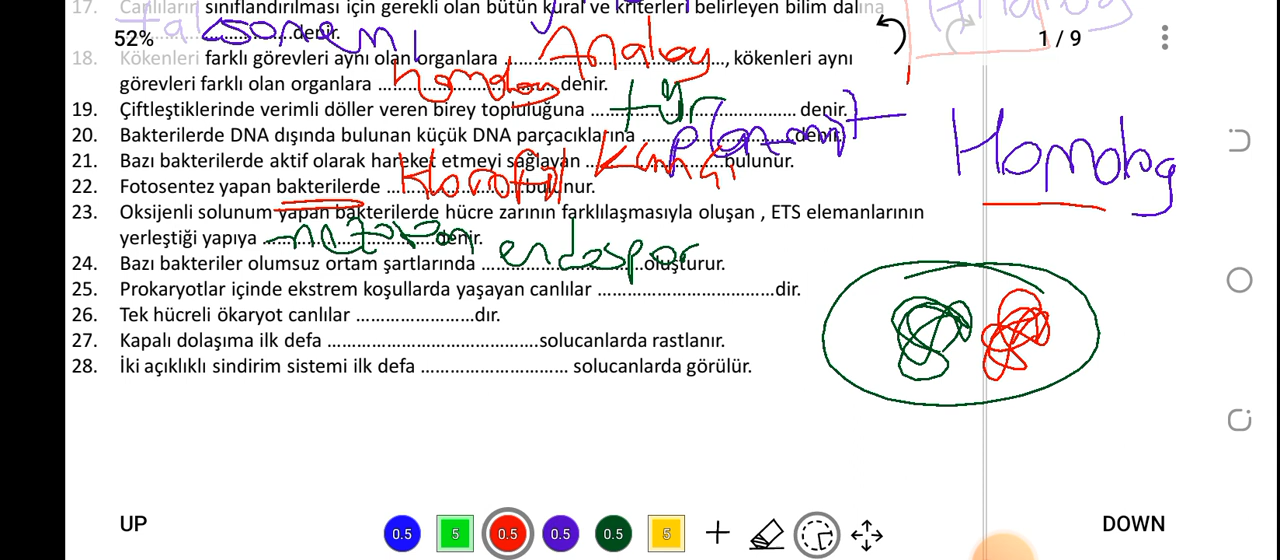 17. Canlıların sınıflandırılması için gerekli olan bütün kural ve kriterleri belirleyen bilim dalına
taksonomi denir.
52%
1 / 9
Analog
18. Kökenleri farklı görevleri aynı olan organlara Analog, kökenleri aynı
görevleri farklı olan organlara homolog denir.
19. Çiftleştiklerinde verimli döller veren birey topluluğuna tür denir.
20. Bakterilerde DNA dışında bulunan küçük DNA parçacıklarına plazmit denir.
Homolog
21. Bazı bakterilerde aktif olarak hareket etmeyi sağlayan Kamçı bulunur.
22. Fotosentez yapan bakterilerde Klorofil bulunur.
23. Oksijenli solunum yapan bakterilerde hücre zarının farklılaşmasıyla oluşan , ETS elemanlarının
yerleştiği yapıya ........ denir.
24. Bazı bakteriler olumsuz ortam şartlarında endospor oluşturur.
25. Prokaryotlar içinde ekstrem koşullarda yaşayan canlılar ..................................dir.
26. Tek hücreli ökaryot canlılar .......................dır.
27. Kapalı dolaşıma ilk defa ........................................solucanlarda rastlanır.
28. İki açıklıklı sindirim sistemi ilk defa ............................ solucanlarda görülür.
UP
0.5 5 0.5 0.5 0.5 5
DOWN